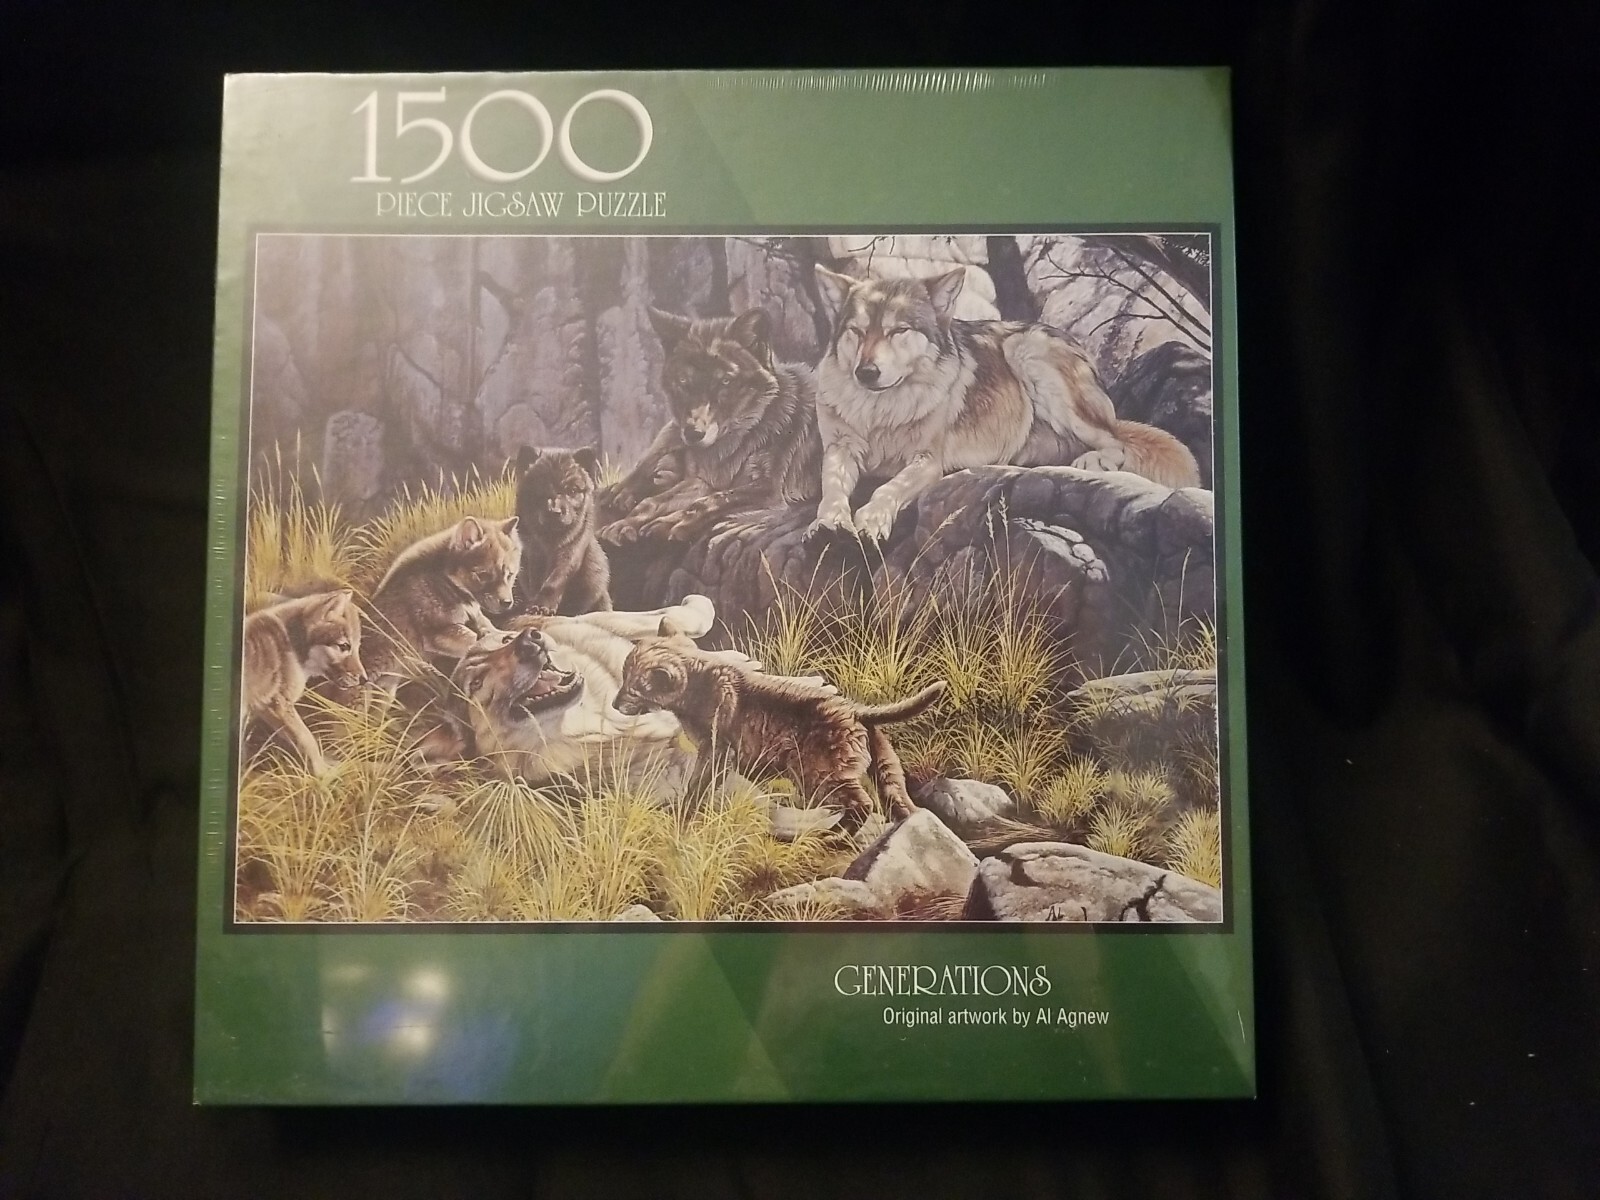 1500
PIECE JIGSAW PUZZLE
GENERATIONS
Original artwork by Al Agnew